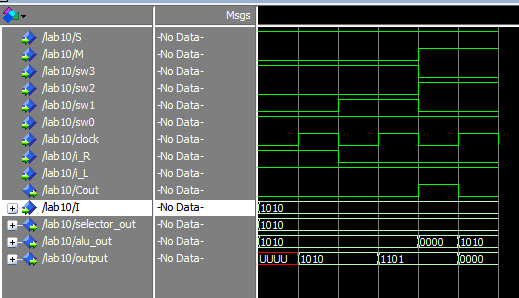 Msgs
/lab10/S -No Data-
/lab10/M -No Data-
/lab10/sw3 -No Data-
/lab10/sw2 -No Data-
/lab10/sw1 -No Data-
/lab10/sw0 -No Data-
/lab10/clock -No Data-
/lab10/i_R -No Data-
/lab10/i_L -No Data-
/lab10/Cout -No Data-
/lab10/I -No Data- 1010
/lab10/selector_out -No Data- 1010
/lab10/alu_out -No Data- 1010 0000 1010
/lab10/output -No Data- UUUU 1010 1101 0000